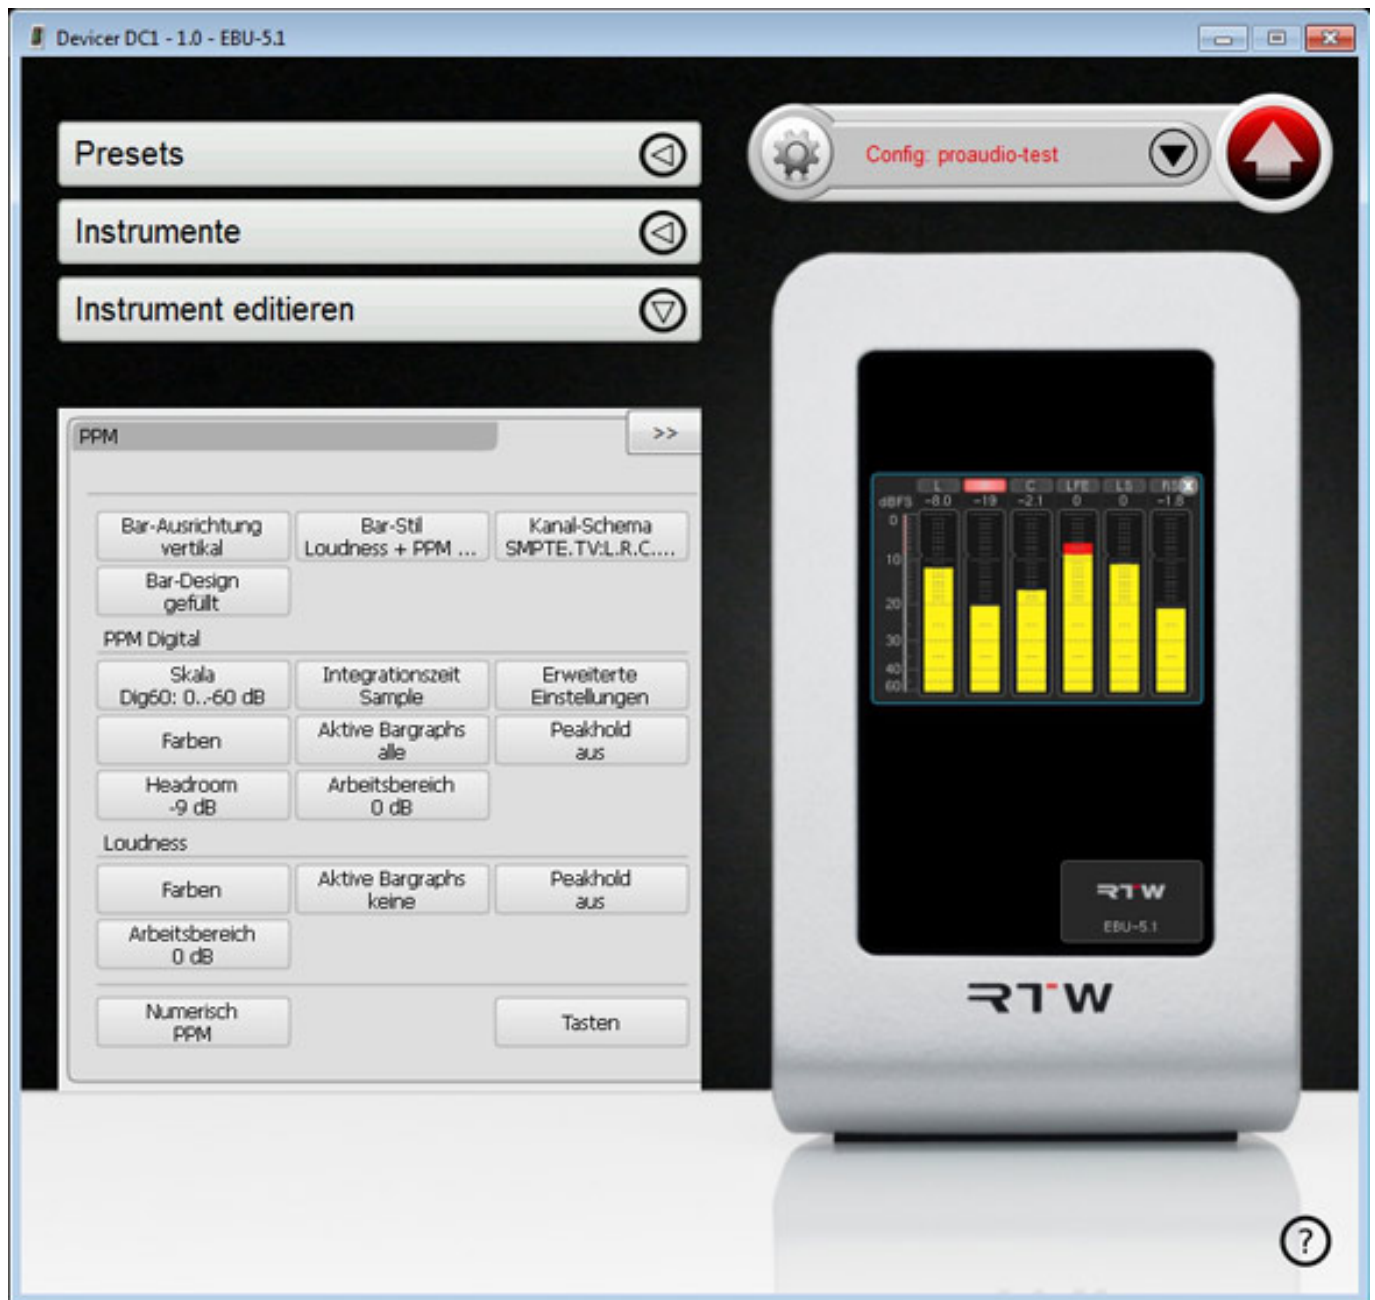 Devicer DC1 - 1.0 - EBU-5.1
Presets
Instrumente
Instrument editieren
Config: proaudio-test
PPM
>>
Bar-Ausrichtung
vertikal
Bar-Stil
Loudness + PPM ...
Kanal-Schema
SMPTE.TV:L.R.C....
Bar-Design
gefüllt
PPM Digital
Skala
Dig60: 0..-60 dB
Integrationszeit
Sample
Erweiterte
Einstellungen
Farben
Aktive Bargraphs
alle
Peakhold
aus
Headroom
-9 dB
Arbeitsbereich
0 dB
Loudness
Farben
Aktive Bargraphs
keine
Peakhold
aus
Arbeitsbereich
0 dB
Numerisch
PPM
Tasten
L C LFE LS
dBFS -8.0 -19 -2.1 0 0 -1.8
0
10
20
30
40
60
RTW
EBU-5.1
RTW
?